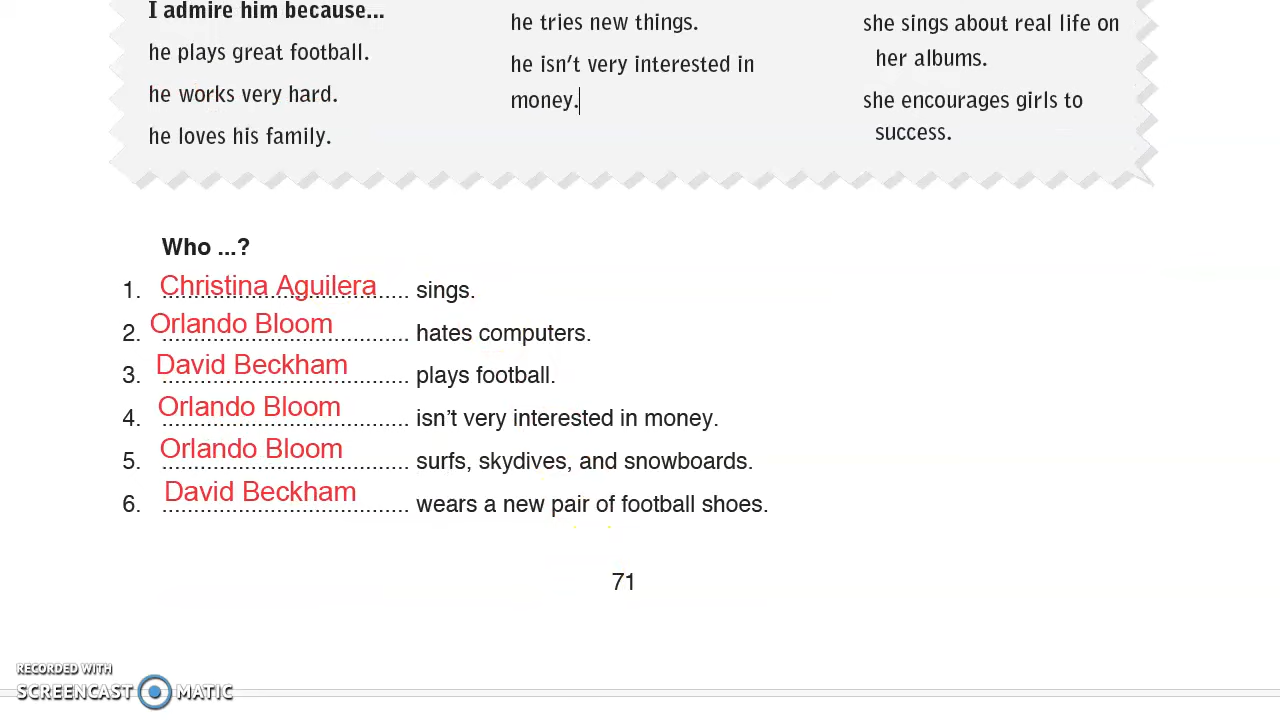 I admire him because...
he plays great football.
he works very hard.
he loves his family.
he tries new things.
he isn't very interested in
money.
she sings about real life on
her albums.
she encourages girls to
success.
Who ...?
1. Christina Aguilera sings.
2. Orlando Bloom hates computers.
3. David Beckham plays football.
4. Orlando Bloom isn't very interested in money.
5. Orlando Bloom surfs, skydives, and snowboards.
6. David Beckham wears a new pair of football shoes.
71
RECORDED WITH
SCREENCAST MATIC